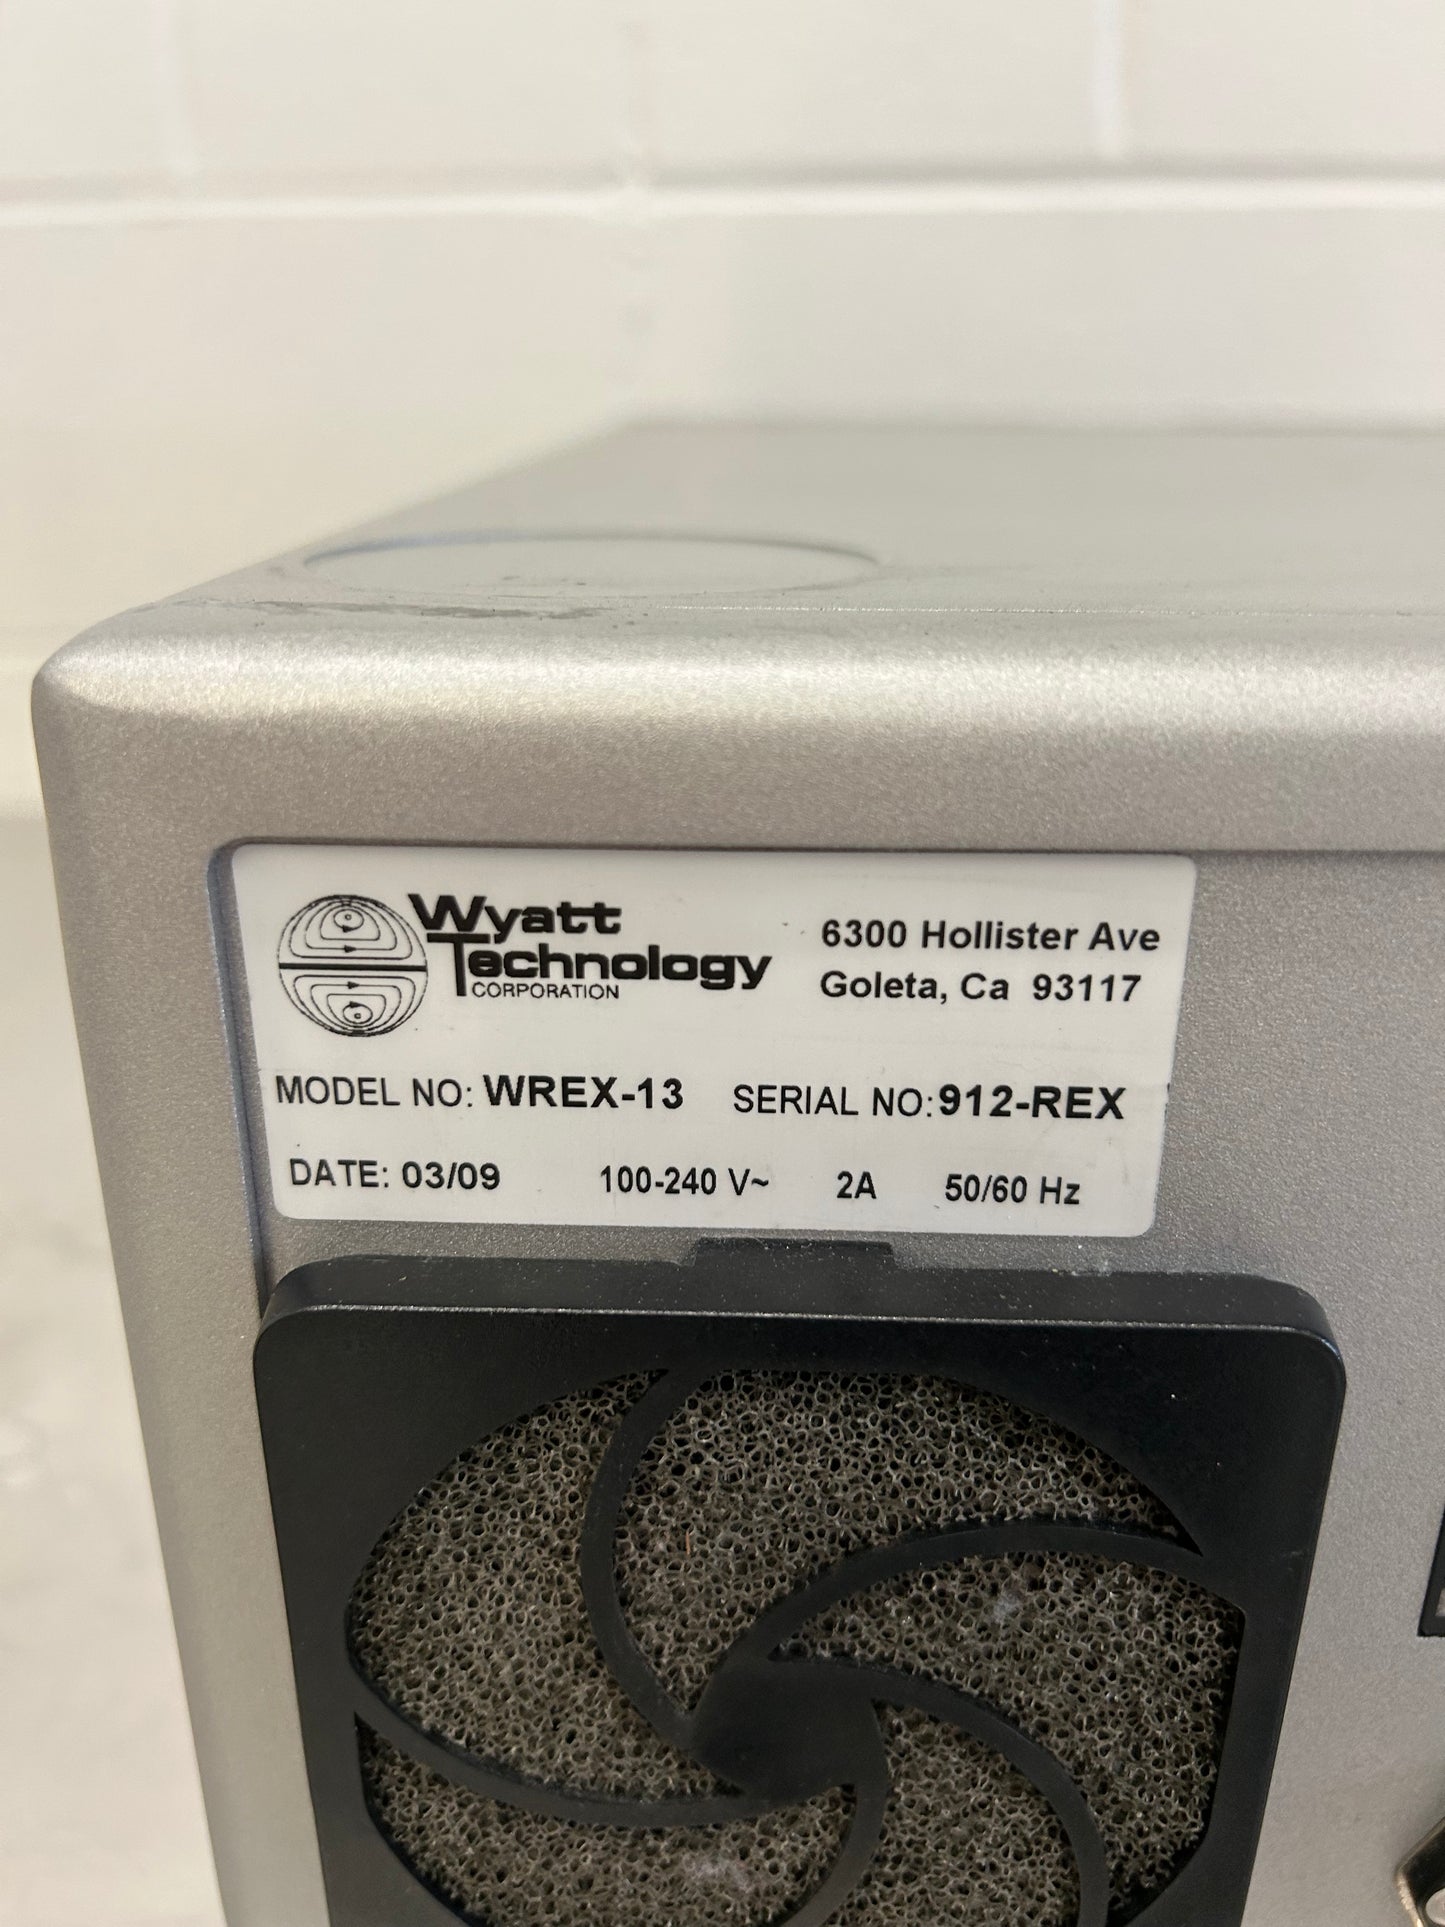 Wyatt
Technology
CORPORATION
6300 Hollister Ave
Goleta, Ca 93117
MODEL NO: WREX-13 SERIAL NO: 912-REX
DATE: 03/09 100-240 V~ 2A 50/60 Hz